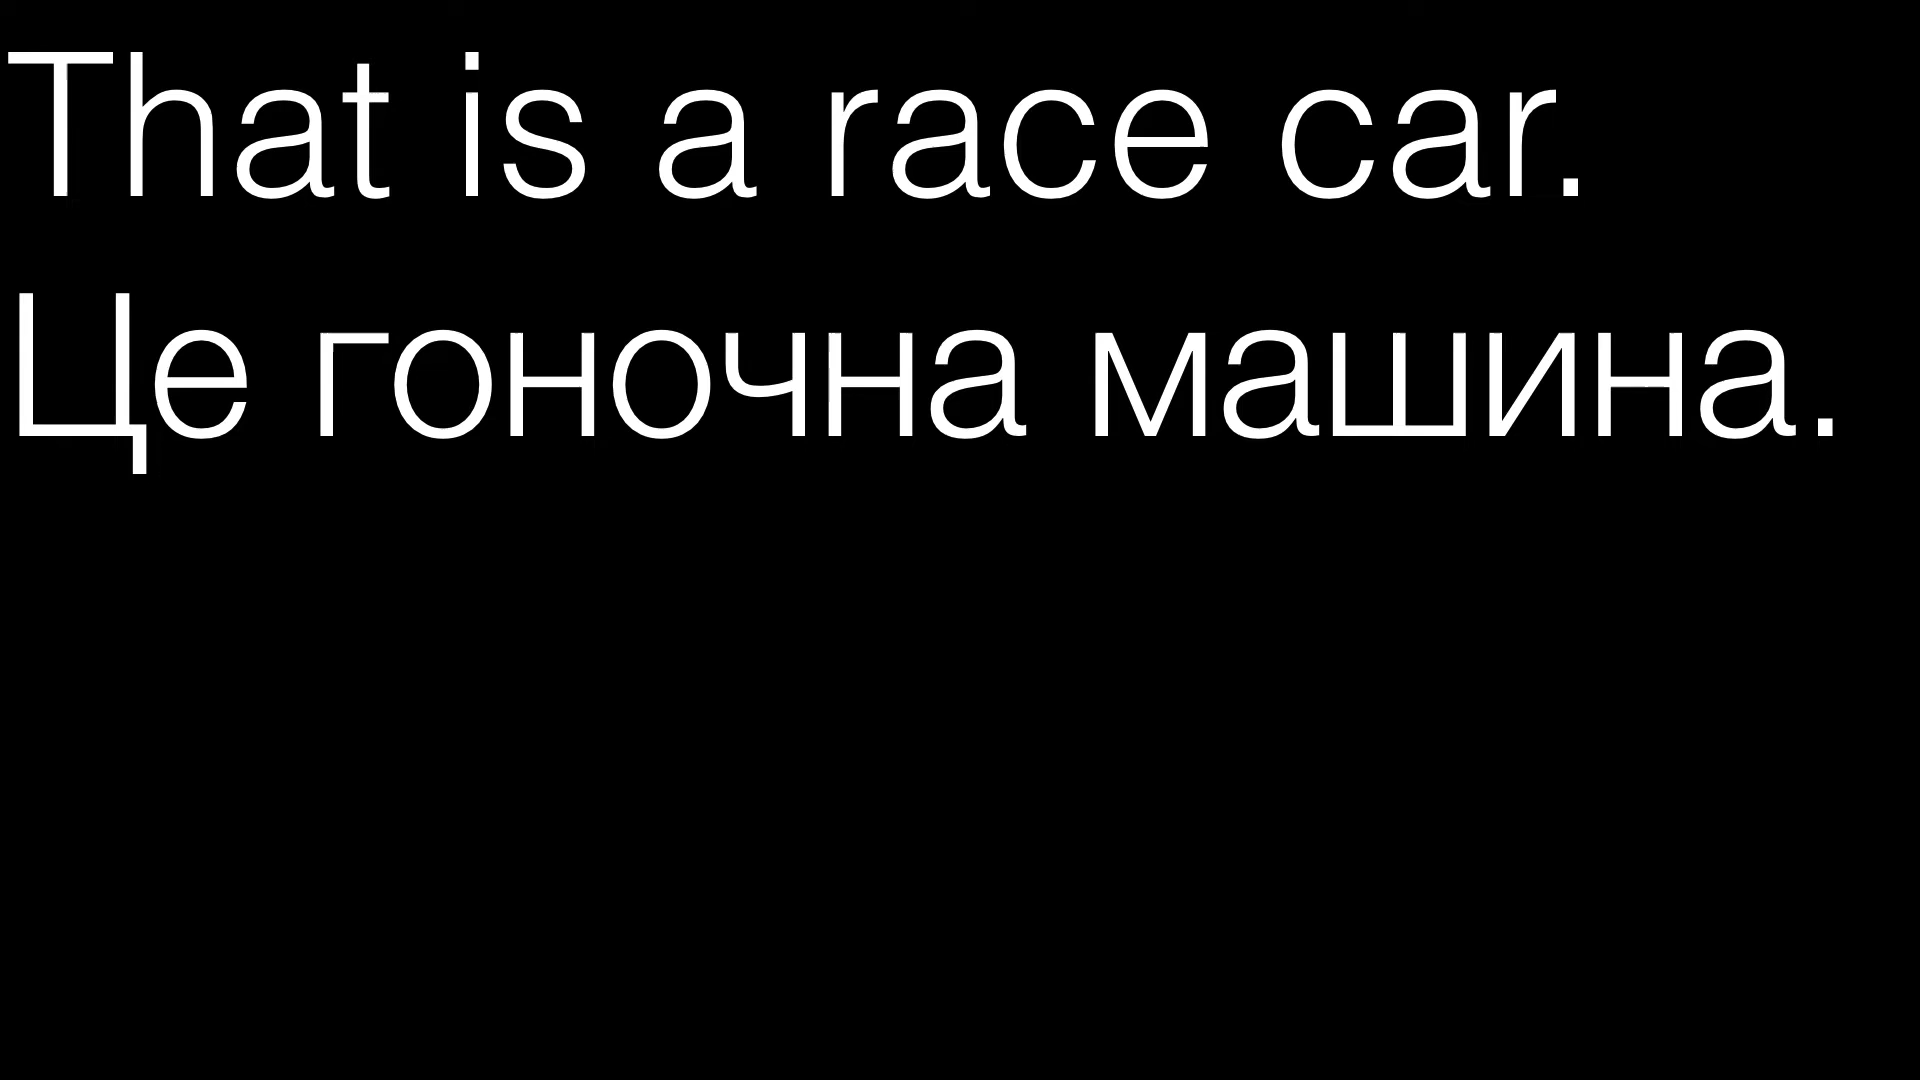 That is a race car.
Це гоночна машина.